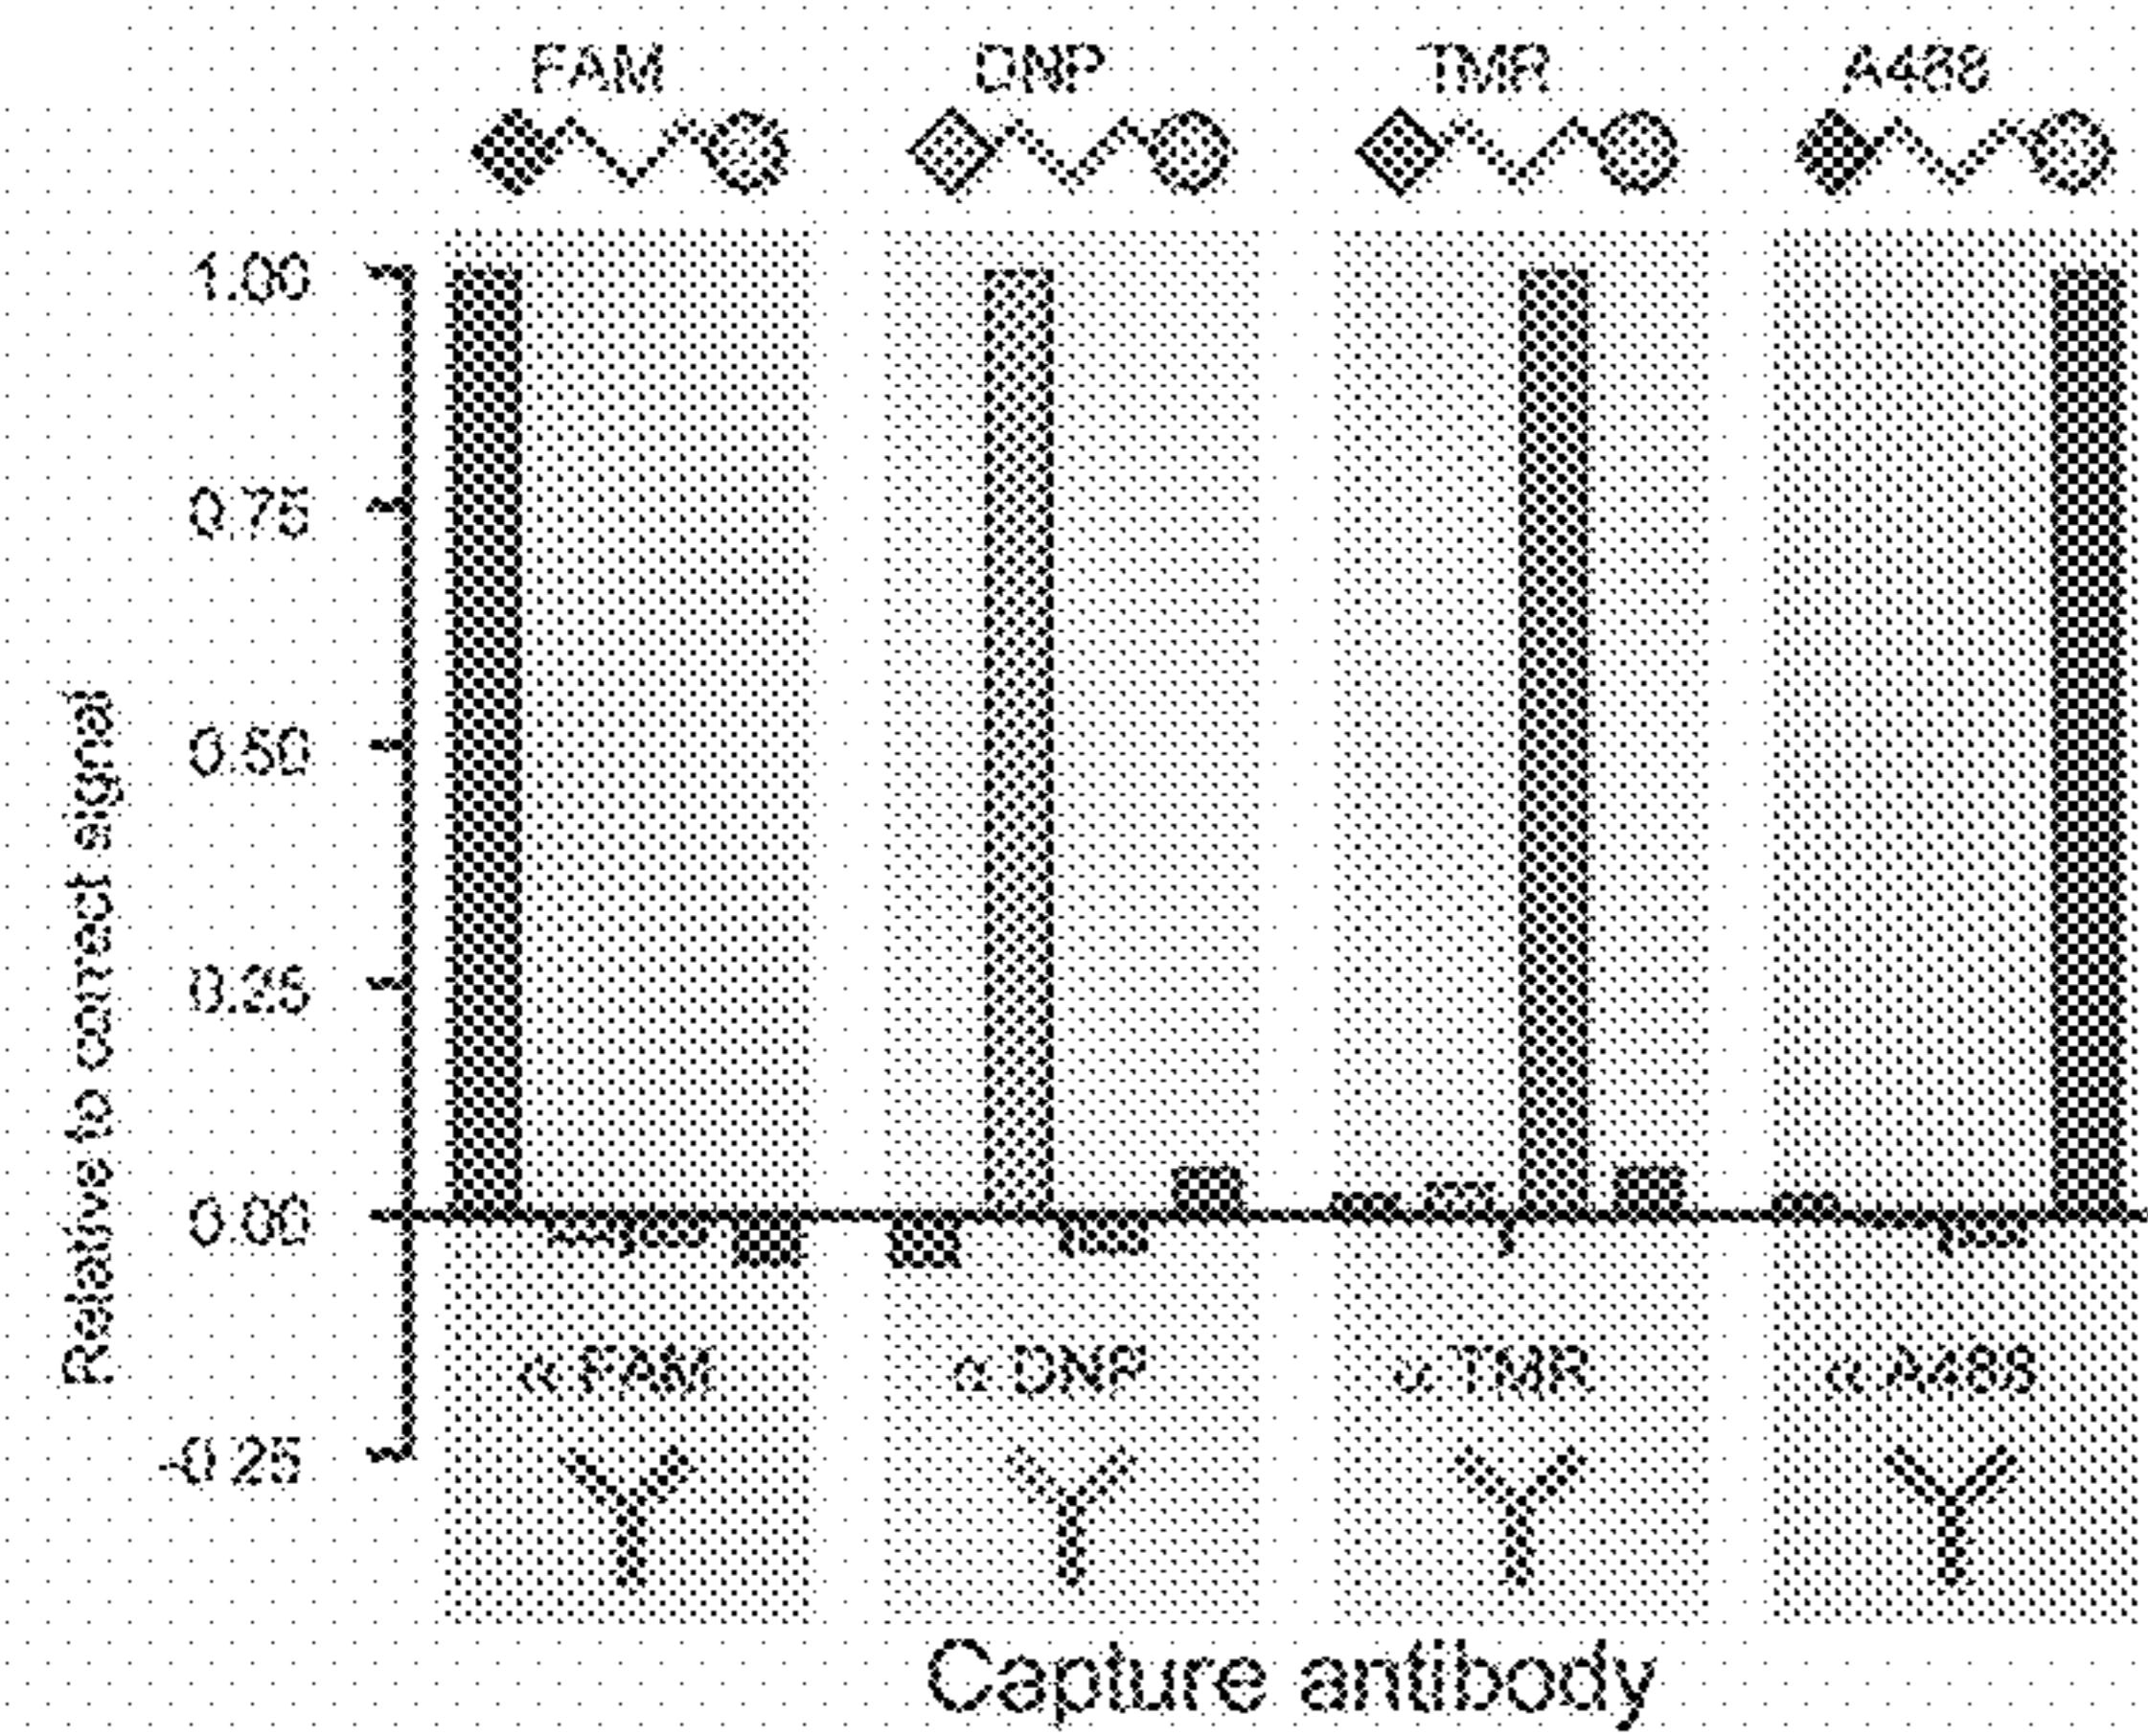 FAM DNP TMR A488
1.00
0.75
0.50
0.25
0.00
-0.25
Relative to correct signal
α FAM α DNP α TMR α A488
Capture antibody